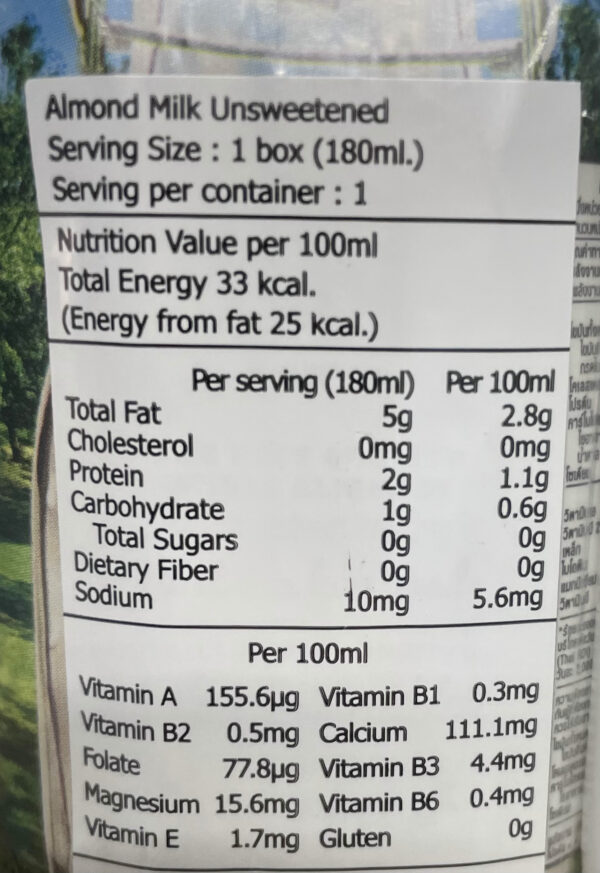 Almond Milk Unsweetened
Serving Size : 1 box (180ml.)
Serving per container : 1
Nutrition Value per 100ml
Total Energy 33 kcal.
(Energy from fat 25 kcal.)
Per serving (180ml) Per 100ml
Total Fat 5g 2.8g
Cholesterol 0mg 0mg
Protein 2g 1.1g
Carbohydrate 1g 0.6g
Total Sugars 0g 0g
Dietary Fiber 0g 0g
Sodium 10mg 5.6mg
Per 100ml
Vitamin A 155.6µg Vitamin B1 0.3mg
Vitamin B2 0.5mg Calcium 111.1mg
Folate 77.8µg Vitamin B3 4.4mg
Magnesium 15.6mg Vitamin B6 0.4mg
Vitamin E 1.7mg Gluten 0g